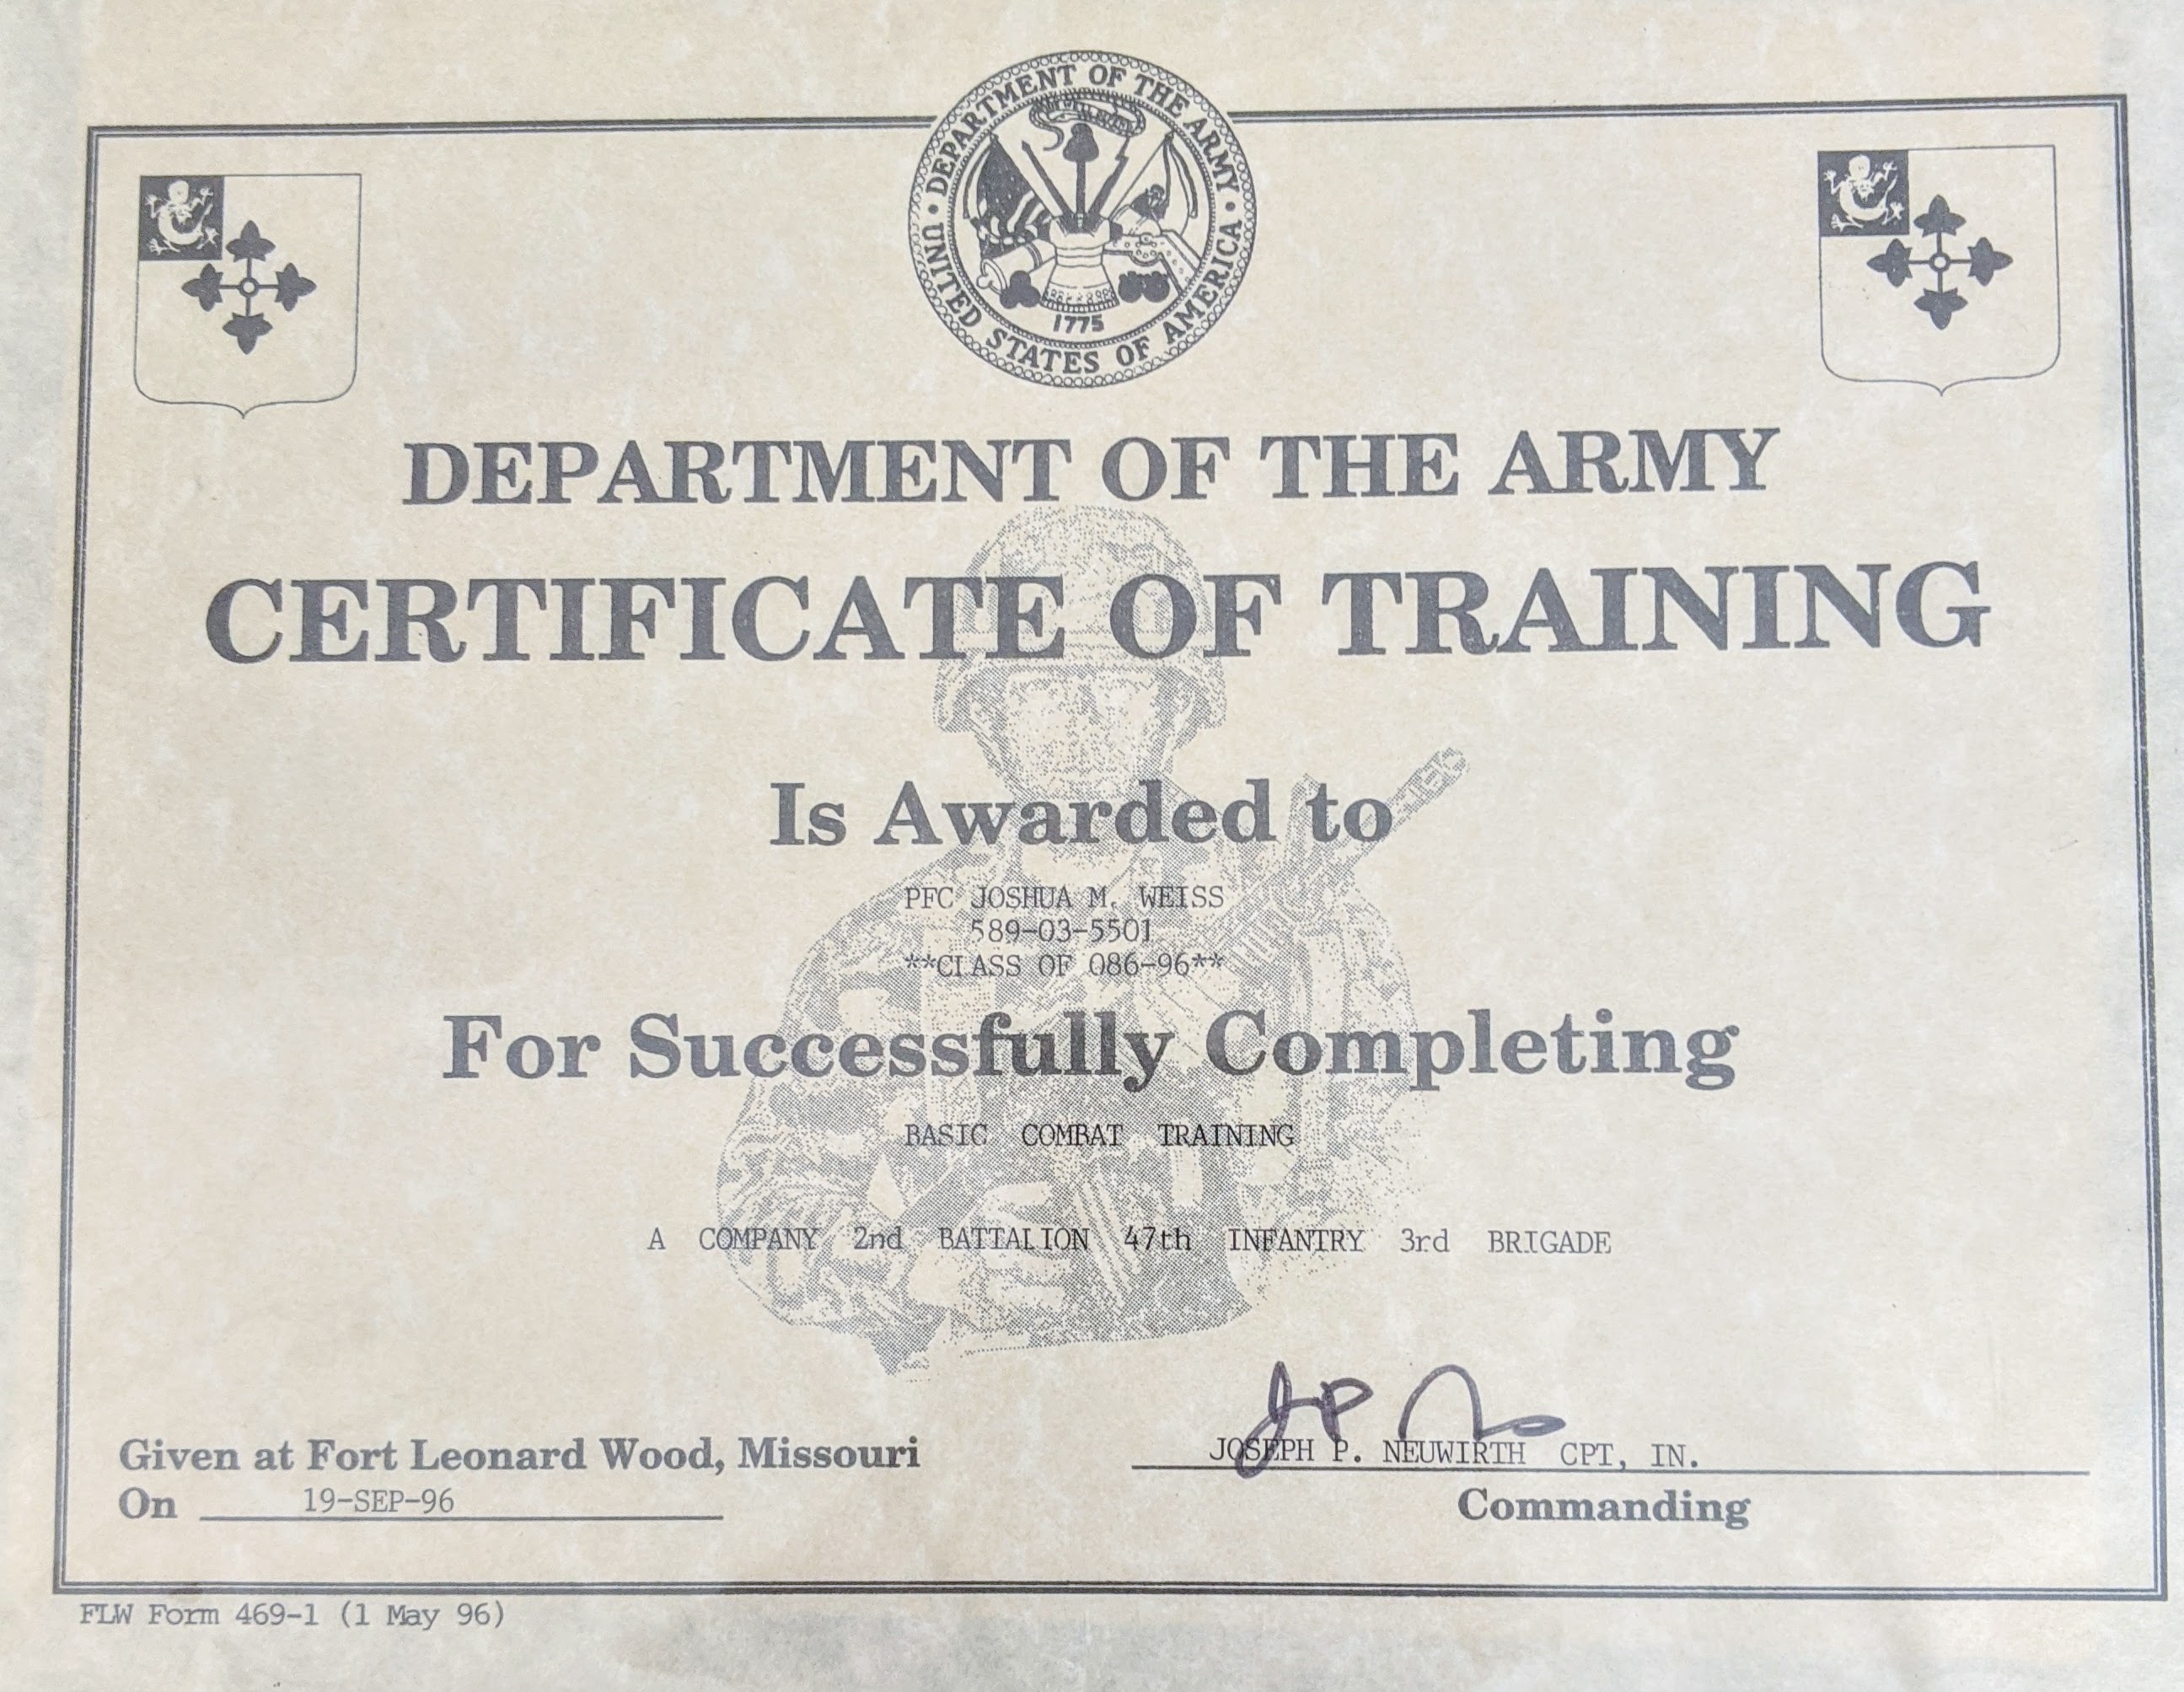 DEPARTMENT OF THE ARMY
UNITED STATES OF AMERICA
1775
DEPARTMENT OF THE ARMY
CERTIFICATE OF TRAINING
Is Awarded to
PFC JOSHUA M. WEISS
589-03-5501
**CLASS OF 086-96**
For Successfully Completing
BASIC COMBAT TRAINING
A COMPANY 2nd BATTALION 47th INFANTRY 3rd BRIGADE
Given at Fort Leonard Wood, Missouri
On 19-SEP-96
JOSEPH P. NEUWIRTH CPT, IN.
Commanding
FLW Form 469-1 (1 May 96)